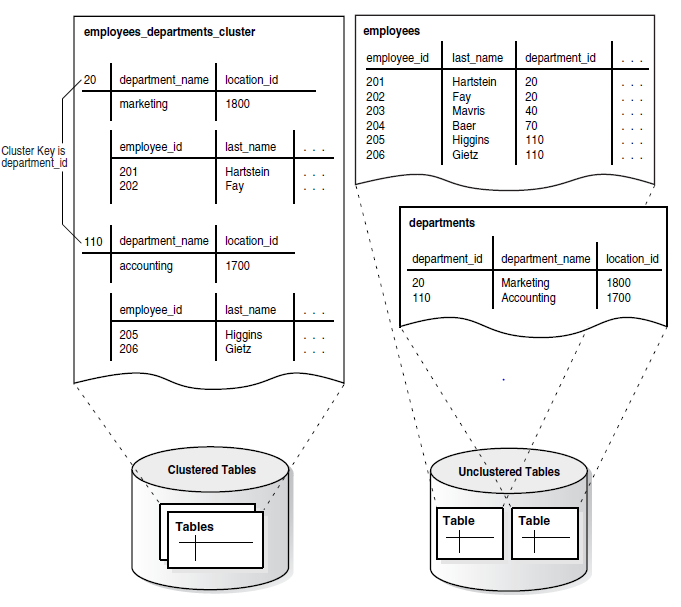 employees_departments_cluster
20 department_name location_id
marketing 1800
employee_id last_name . . .
201 Hartstein . . .
202 Fay . . .
Cluster Key is
department_id
110 department_name location_id
accounting 1700
employee_id last_name . . .
205 Higgins . . .
206 Gietz . . .
Clustered Tables
Tables
employees
employee_id last_name department_id . . .
201 Hartstein 20 . . .
202 Fay 20 . . .
203 Mavris 40 . . .
204 Baer 70 . . .
205 Higgins 110 . . .
206 Gietz 110 . . .
departments
department_id department_name location_id
20 Marketing 1800
110 Accounting 1700
Unclustered Tables
Table Table